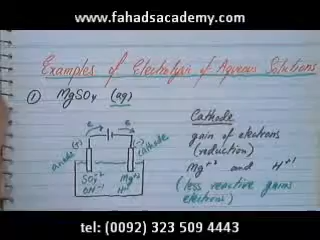 www.fahadsacademy.com
Examples of Electrolysis of Aqueous Solutions
① MgSO4 (aq)
Cathode
gain of electrons
(reduction)
Mg+2 and H+1
(less reactive gains
electrons)
e e
anode (+) (-) cathode
SO4-2 Mg+2
OH-1 H+1
tel: (0092) 323 509 4443